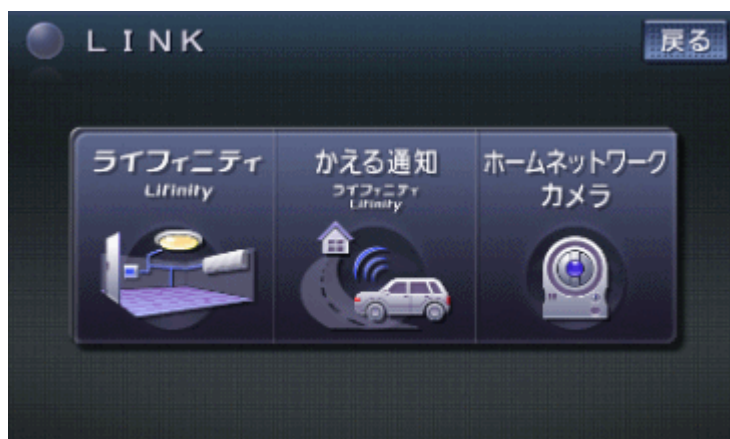 LINK
戻る
ライフィニティ
Lifinity
かえる通知
ライフィニティ
Lifinity
ホームネットワーク
カメラ